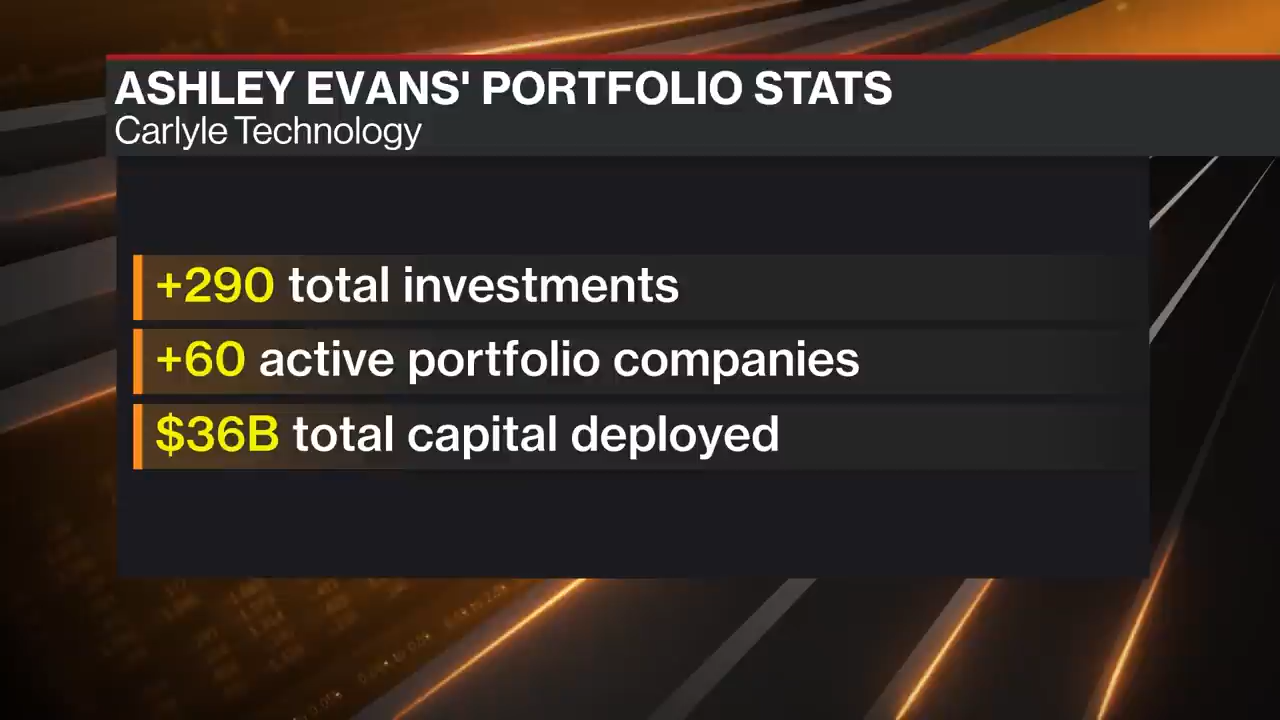 ASHLEY EVANS' PORTFOLIO STATS
Carlyle Technology
+290 total investments
+60 active portfolio companies
$36B total capital deployed